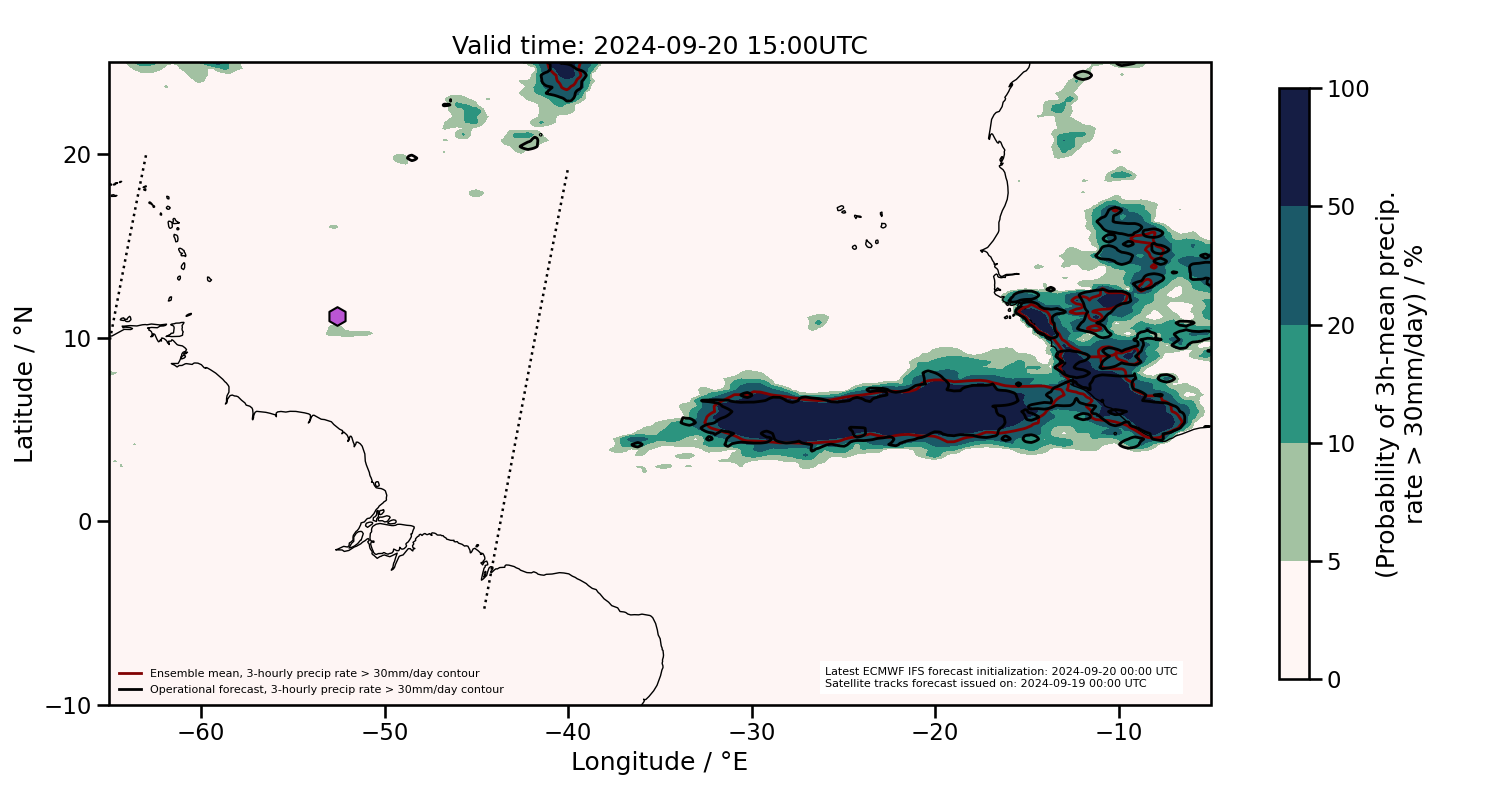 Valid time: 2024-09-20 15:00UTC
Latitude / °N
20
10
0
−10
−60
−50
−40
−30
−20
−10
Longitude / °E
Ensemble mean, 3-hourly precip rate > 30mm/day contour
Operational forecast, 3-hourly precip rate > 30mm/day contour
Latest ECMWF IFS forecast initialization: 2024-09-20 00:00 UTC
Satellite tracks forecast issued on: 2024-09-19 00:00 UTC
100
50
20
10
5
0
(Probability of 3h-mean precip.
rate > 30mm/day) / %